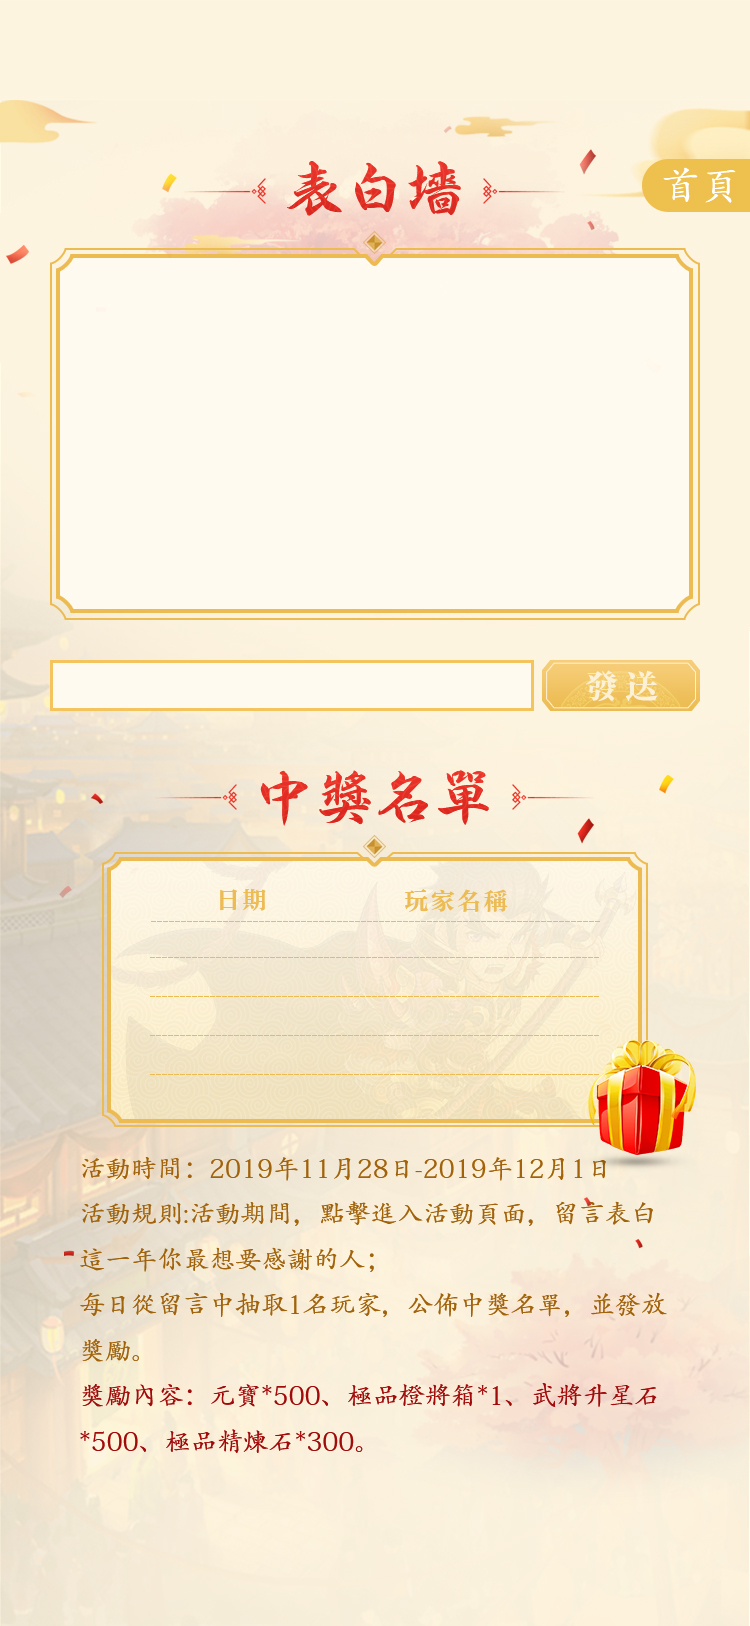 表白墻
首頁
發送
中獎名單
日期 玩家名稱
活動時間：2019年11月28日-2019年12月1日
活動規則:活動期間，點擊進入活動頁面，留言表白
這一年你最想要感謝的人；
每日從留言中抽取1名玩家，公佈中獎名單，並發放
獎勵。
獎勵內容：元寶*500、極品橙將箱*1、武將升星石
*500、極品精煉石*300。